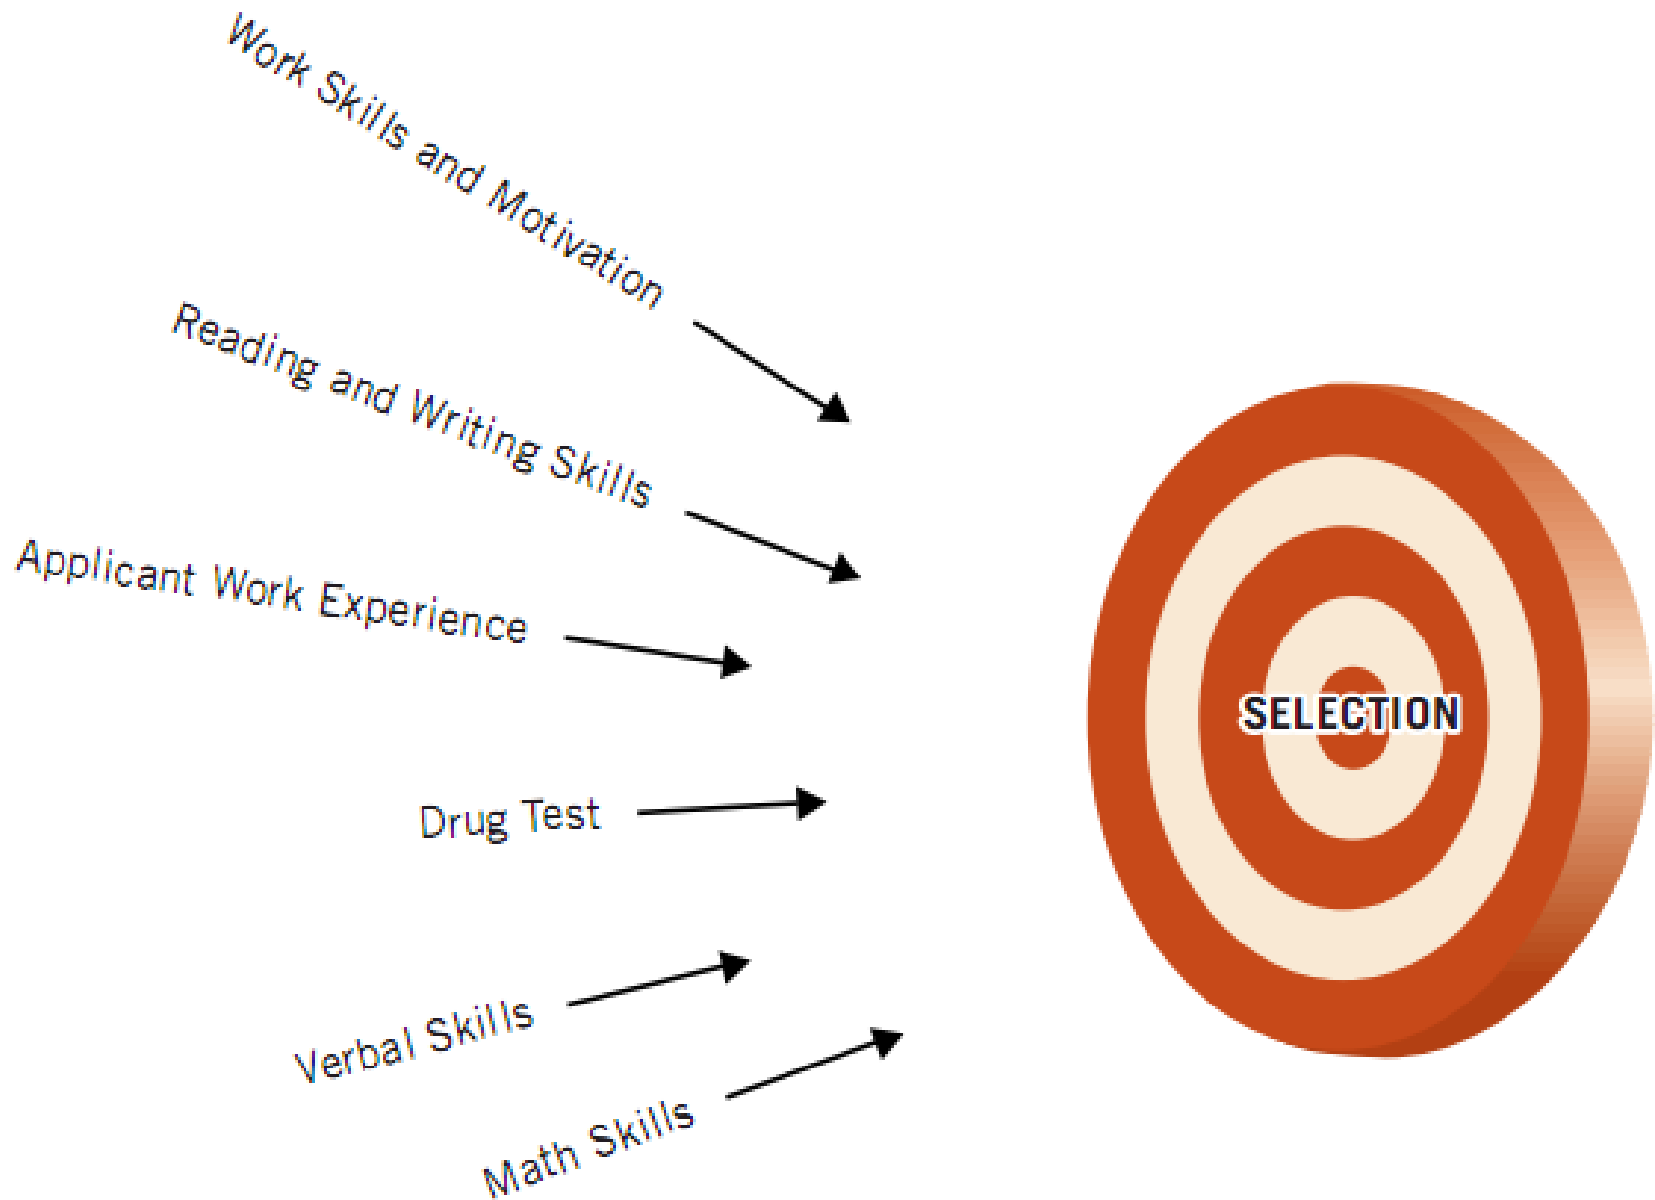 Work Skills and Motivation
Reading and Writing Skills
Applicant Work Experience
SELECTION
Drug Test
Verbal Skills
Math Skills